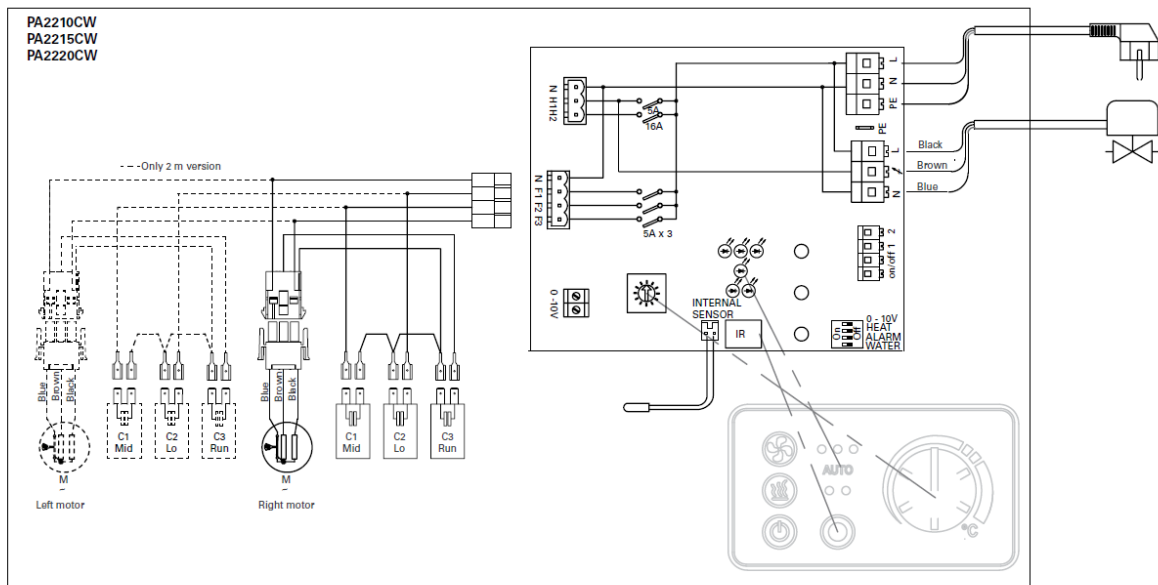 PA2210CW
PA2215CW
PA2220CW
Only 2 m version
N H1H2
5A
16A
L
N
PE
PE
L
N
Black
Brown
Blue
N F1 F2 F3
5A x 3
2
1
on/off
0 -10V
INTERNAL
SENSOR
IR
On
Off
0 - 10V
HEAT
ALARM
WATER
Blue
Brown
Black
C1
Mid
C2
Lo
C3
Run
M
~
Left motor
Blue
Brown
Black
C1
Mid
C2
Lo
C3
Run
M
~
Right motor
AUTO
°C